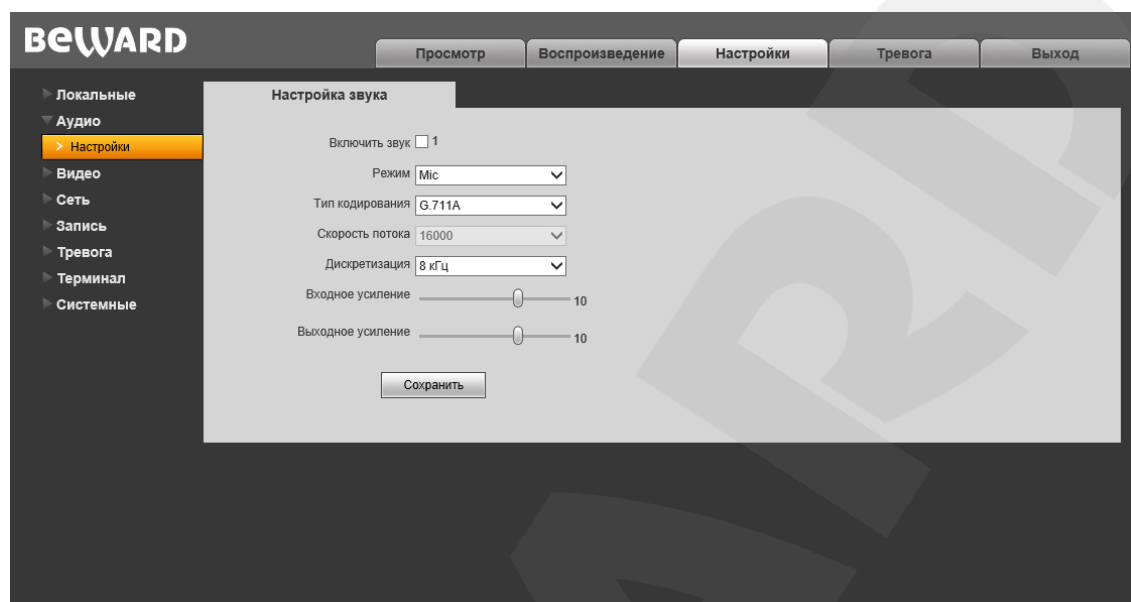 BEWARD
Просмотр Воспроизведение Настройки Тревога Выход
Локальные
Аудио
> Настройки
Видео
Сеть
Запись
Тревога
Терминал
Системные
Настройка звука
Включить звук 1
Режим Mic
Тип кодирования G.711A
Скорость потока 16000
Дискретизация 8 кГц
Входное усиление 10
Выходное усиление 10
Сохранить